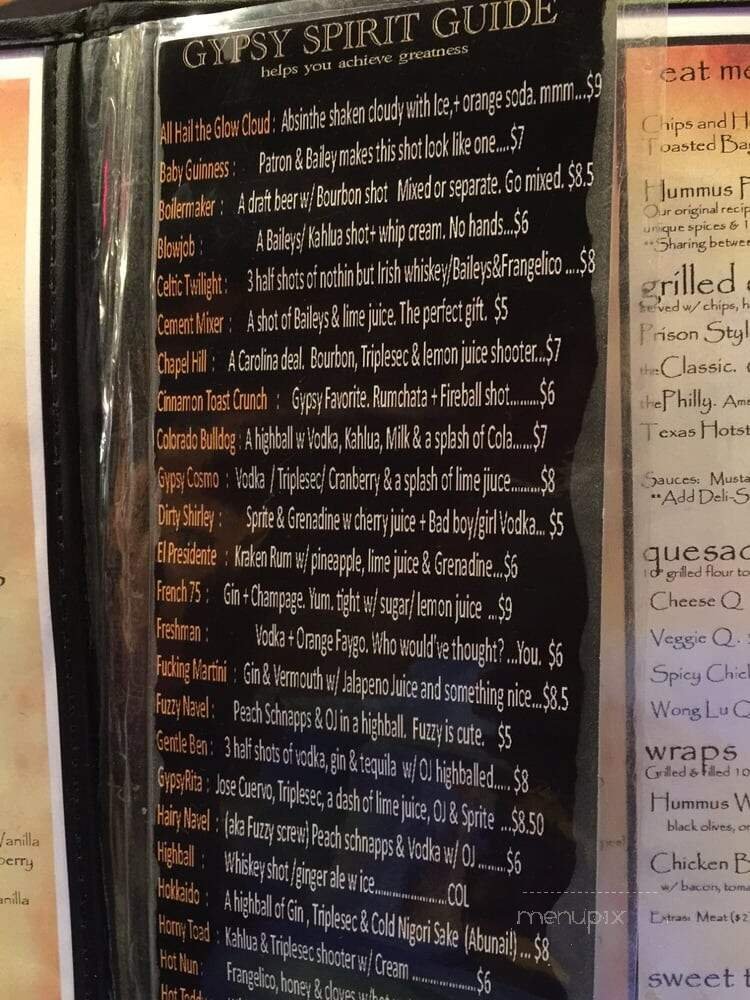 GYPSY SPIRIT GUIDE
helps you achieve greatness
All Hail the Glow Cloud : Absinthe shaken cloudy with Ice,+ orange soda. mmm...$9
Baby Guinness : Patron & Bailey makes this shot look like one....$7
Boilermaker : A draft beer w/ Bourbon shot Mixed or separate. Go mixed. $8.5
Blowjob : A Baileys/ Kahlua shot+ whip cream. No hands...$6
Celtic Twilight : 3 half shots of nothin but Irish whiskey/Baileys&Frangelico ....$8
Cement Mixer : A shot of Baileys & lime juice. The perfect gift. $5
Chapel Hill : A Carolina deal. Bourbon, Triplesec & lemon juice shooter...$7
Cinnamon Toast Crunch : Gypsy Favorite. Rumchata + Fireball shot.........$6
Colorado Bulldog : A highball w Vodka, Kahlua, Milk & a splash of Cola......$7
Gypsy Cosmo : Vodka / Triplesec/ Cranberry & a splash of lime jiuce.........$8
Dirty Shirley : Sprite & Grenadine w cherry juice + Bad boy/girl Vodka... $5
El Presidente : Kraken Rum w/ pineapple, lime juice & Grenadine...$6
French 75 : Gin + Champage. Yum. tight w/ sugar/ lemon juice ...$9
Freshman : Vodka + Orange Faygo. Who would've thought? ...You. $6
Fucking Martini : Gin & Vermouth w/ Jalapeno Juice and something nice...$8.5
Fuzzy Navel : Peach Schnapps & OJ in a highball. Fuzzy is cute. $5
Gentle Ben : 3 half shots of vodka, gin & tequila w/ OJ highballed..... $8
GypsyRita : Jose Cuervo, Triplesec, a dash of lime juice, OJ & Sprite ...$8.50
Hairy Navel : (aka Fuzzy screw) Peach schnapps & Vodka w/ OJ ........$6
Highball : Whiskey shot /ginger ale w ice......................COL
Hokkaido : A highball of Gin , Triplesec & Cold Nigori Sake (Abunai!) ... $8
Horny Toad : Kahlua & Triplesec shooter w/ Cream ...................$6
Hot Nun : Frangelico, honey & cloves w/hot
Hot Toddy
eat me
Chips and H
Toasted Bag
Hummus P
Our original recip
unique spices & 1
**Sharing betwee
grilled
served w/ chips, h
Prison Styl
the Classic.
the Philly. Ame
Texas Hotst
Sauces: Musta
**Add Deli-S
quesad
10" grilled flour to
Cheese Q
Veggie Q.
Spicy Chick
Wong Lu Q
wraps
Grilled & filled 10
Hummus W
black olives, or
Chicken B
w/ bacon, toma
Extras: Meat ($2
sweet t
Vanilla
berry
anilla
menupix